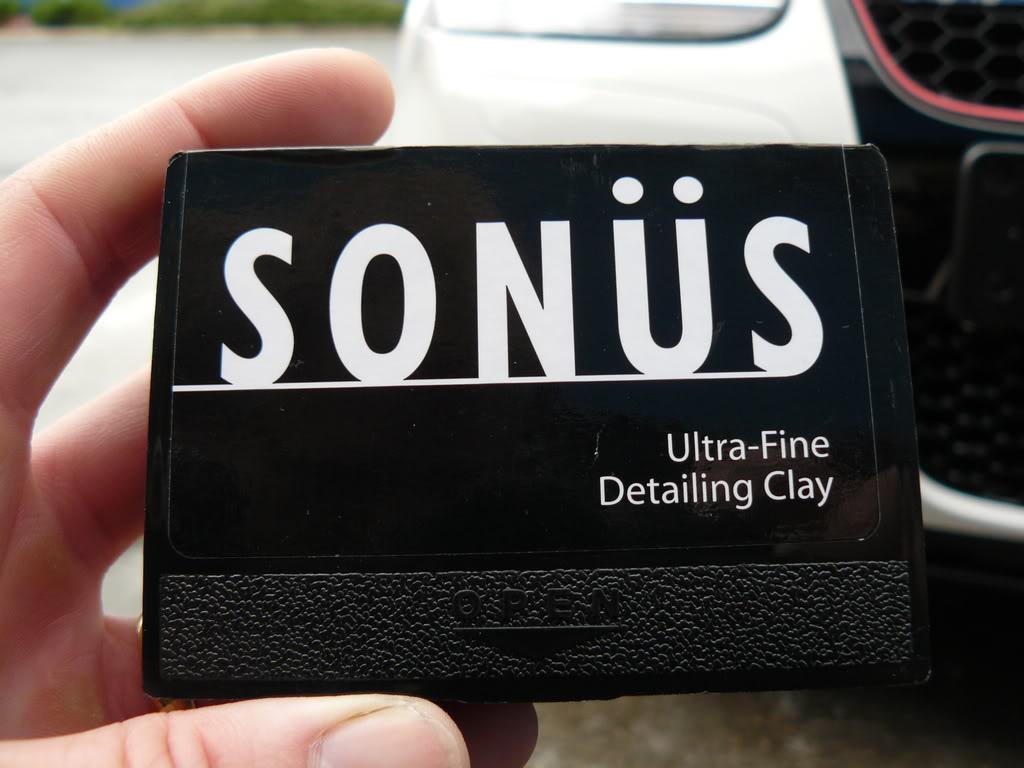 SONÜS
Ultra-Fine
Detailing Clay
OPEN